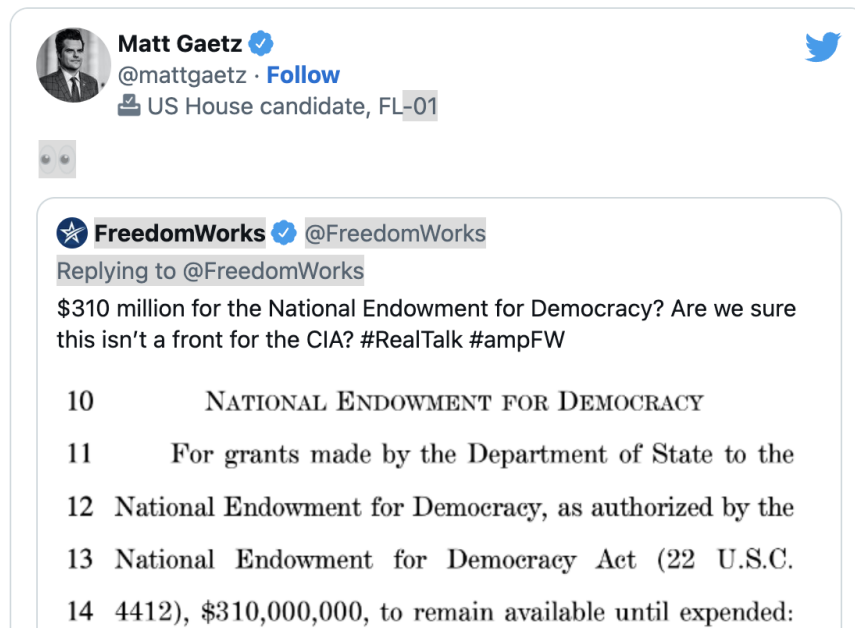 Matt Gaetz
@mattgaetz · Follow
US House candidate, FL-01
👀
FreedomWorks @FreedomWorks
Replying to @FreedomWorks
$310 million for the National Endowment for Democracy? Are we sure
this isn't a front for the CIA? #RealTalk #ampFW
10 NATIONAL ENDOWMENT FOR DEMOCRACY
11 For grants made by the Department of State to the
12 National Endowment for Democracy, as authorized by the
13 National Endowment for Democracy Act (22 U.S.C.
14 4412), $310,000,000, to remain available until expended: